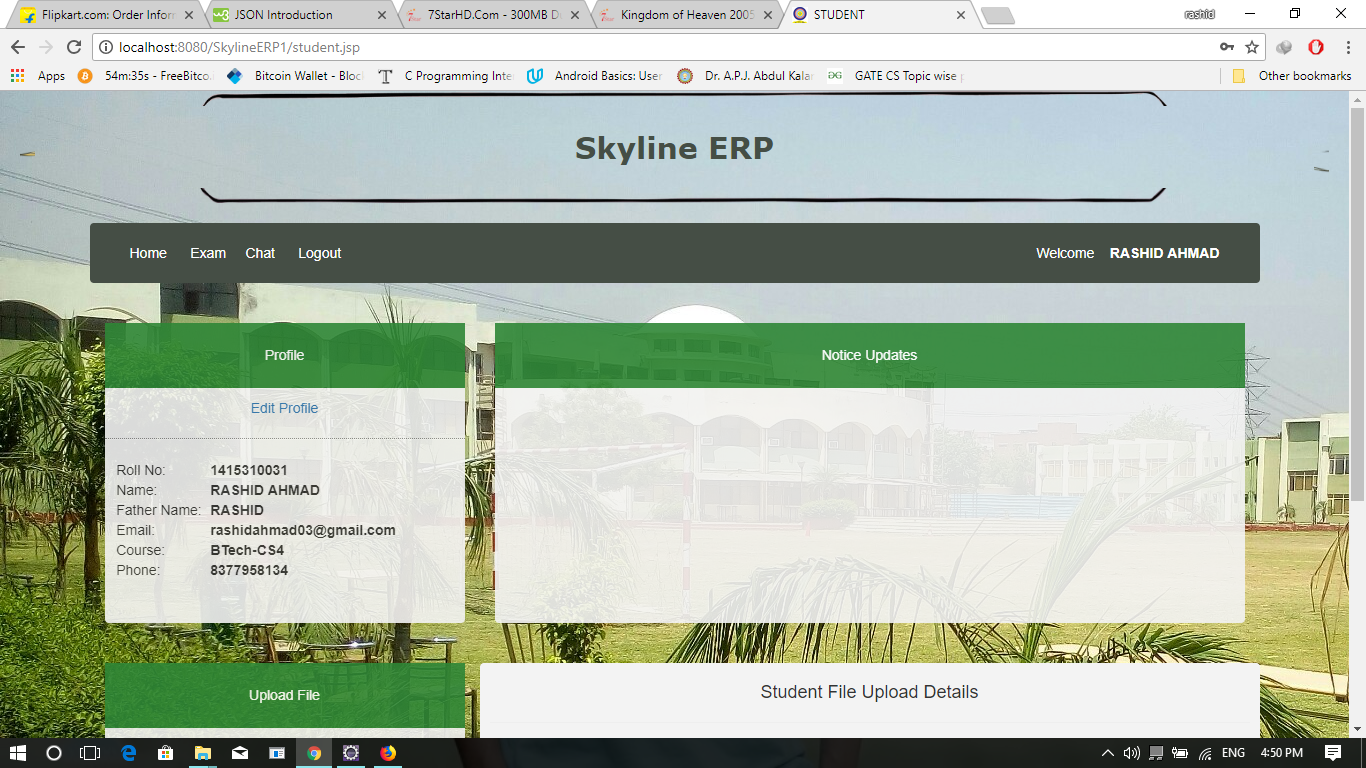 Flipkart.com: Order Inform
JSON Introduction
7StarHD.Com - 300MB D
Kingdom of Heaven 2005
STUDENT
rashid
localhost:8080/SkylineERP1/student.jsp
Apps
54m:35s - FreeBitco.
Bitcoin Wallet - Bloc
C Programming Inte
Android Basics: User
Dr. A.P.J. Abdul Kala
GATE CS Topic wise p
Other bookmarks
Skyline ERP
Home Exam Chat Logout Welcome RASHID AHMAD
Profile
Edit Profile
Roll No: 1415310031
Name: RASHID AHMAD
Father Name: RASHID
Email: rashidahmad03@gmail.com
Course: BTech-CS4
Phone: 8377958134
Notice Updates
Upload File
Student File Upload Details
ENG 4:50 PM